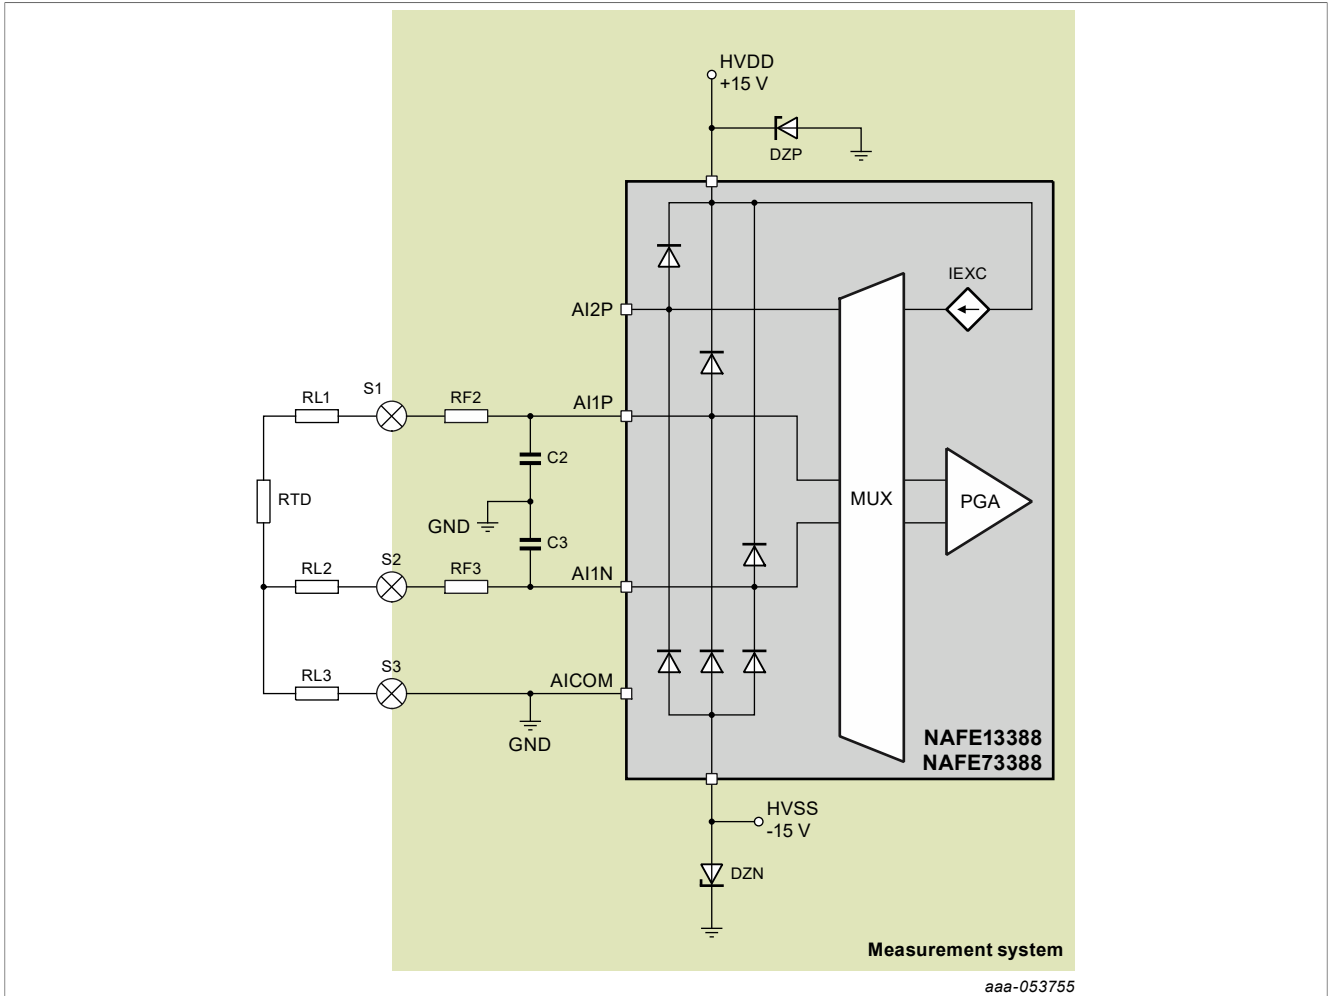 HVDD
+15 V
DZP
IEXC
AI2P
RL1
S1
RF2
AI1P
C2
RTD
MUX
PGA
GND
C3
RL2
S2
RF3
AI1N
RL3
S3
AICOM
GND
NAFE13388
NAFE73388
HVSS
-15 V
DZN
Measurement system
aaa-053755